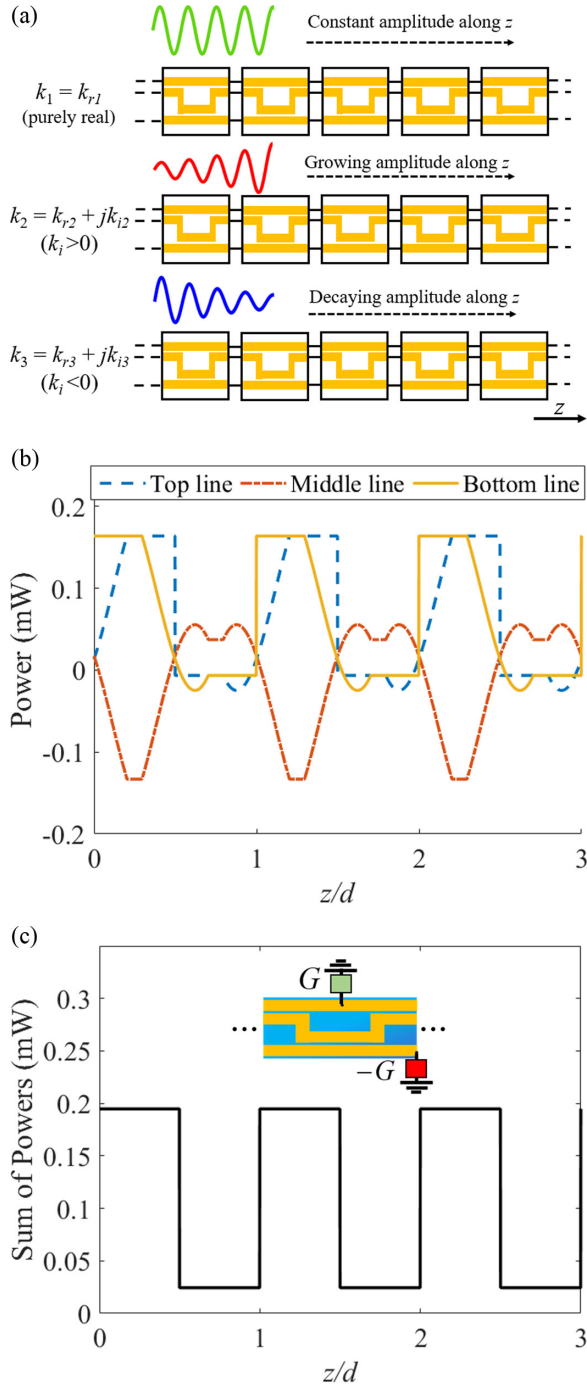 (a)
Constant amplitude along z
k1 = kr1
(purely real)
Growing amplitude along z
k2 = kr2 + jki2
(ki>0)
Decaying amplitude along z
k3 = kr3 + jki3
(ki<0)
z
(b)
Top line Middle line Bottom line
0.2
0.1
0
-0.1
-0.2
Power (mW)
0 1 2 3
z/d
(c)
G
−G
0.3
0.25
0.2
0.15
0.1
0.05
0
Sum of Powers (mW)
0 1 2 3
z/d